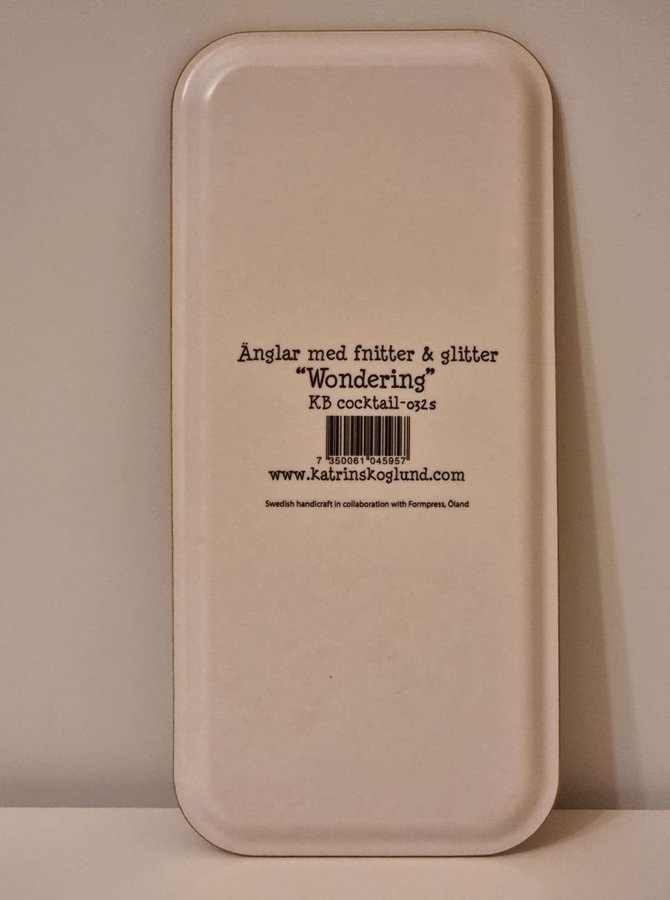 Änglar med fnitter & glitter
“Wondering”
KB cocktail-032s
7 350061 045957
www.katrinskoglund.com
Swedish handicraft in collaboration with Formpress, Öland